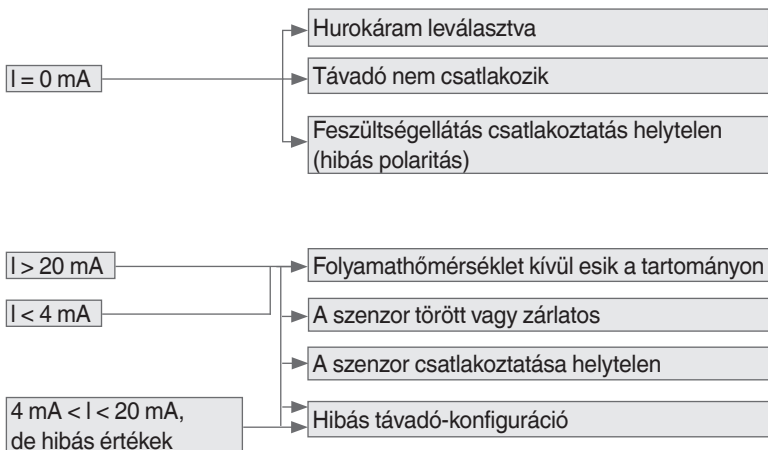 I = 0 mA
Hurokáram leválasztva
Távadó nem csatlakozik
Feszültségellátás csatlakoztatás helytelen
(hibás polaritás)
I > 20 mA
I < 4 mA
4 mA < I < 20 mA,
de hibás értékek
Folyamathőmérséklet kívül esik a tartományon
A szenzor törött vagy zárlatos
A szenzor csatlakoztatása helytelen
Hibás távadó-konfiguráció